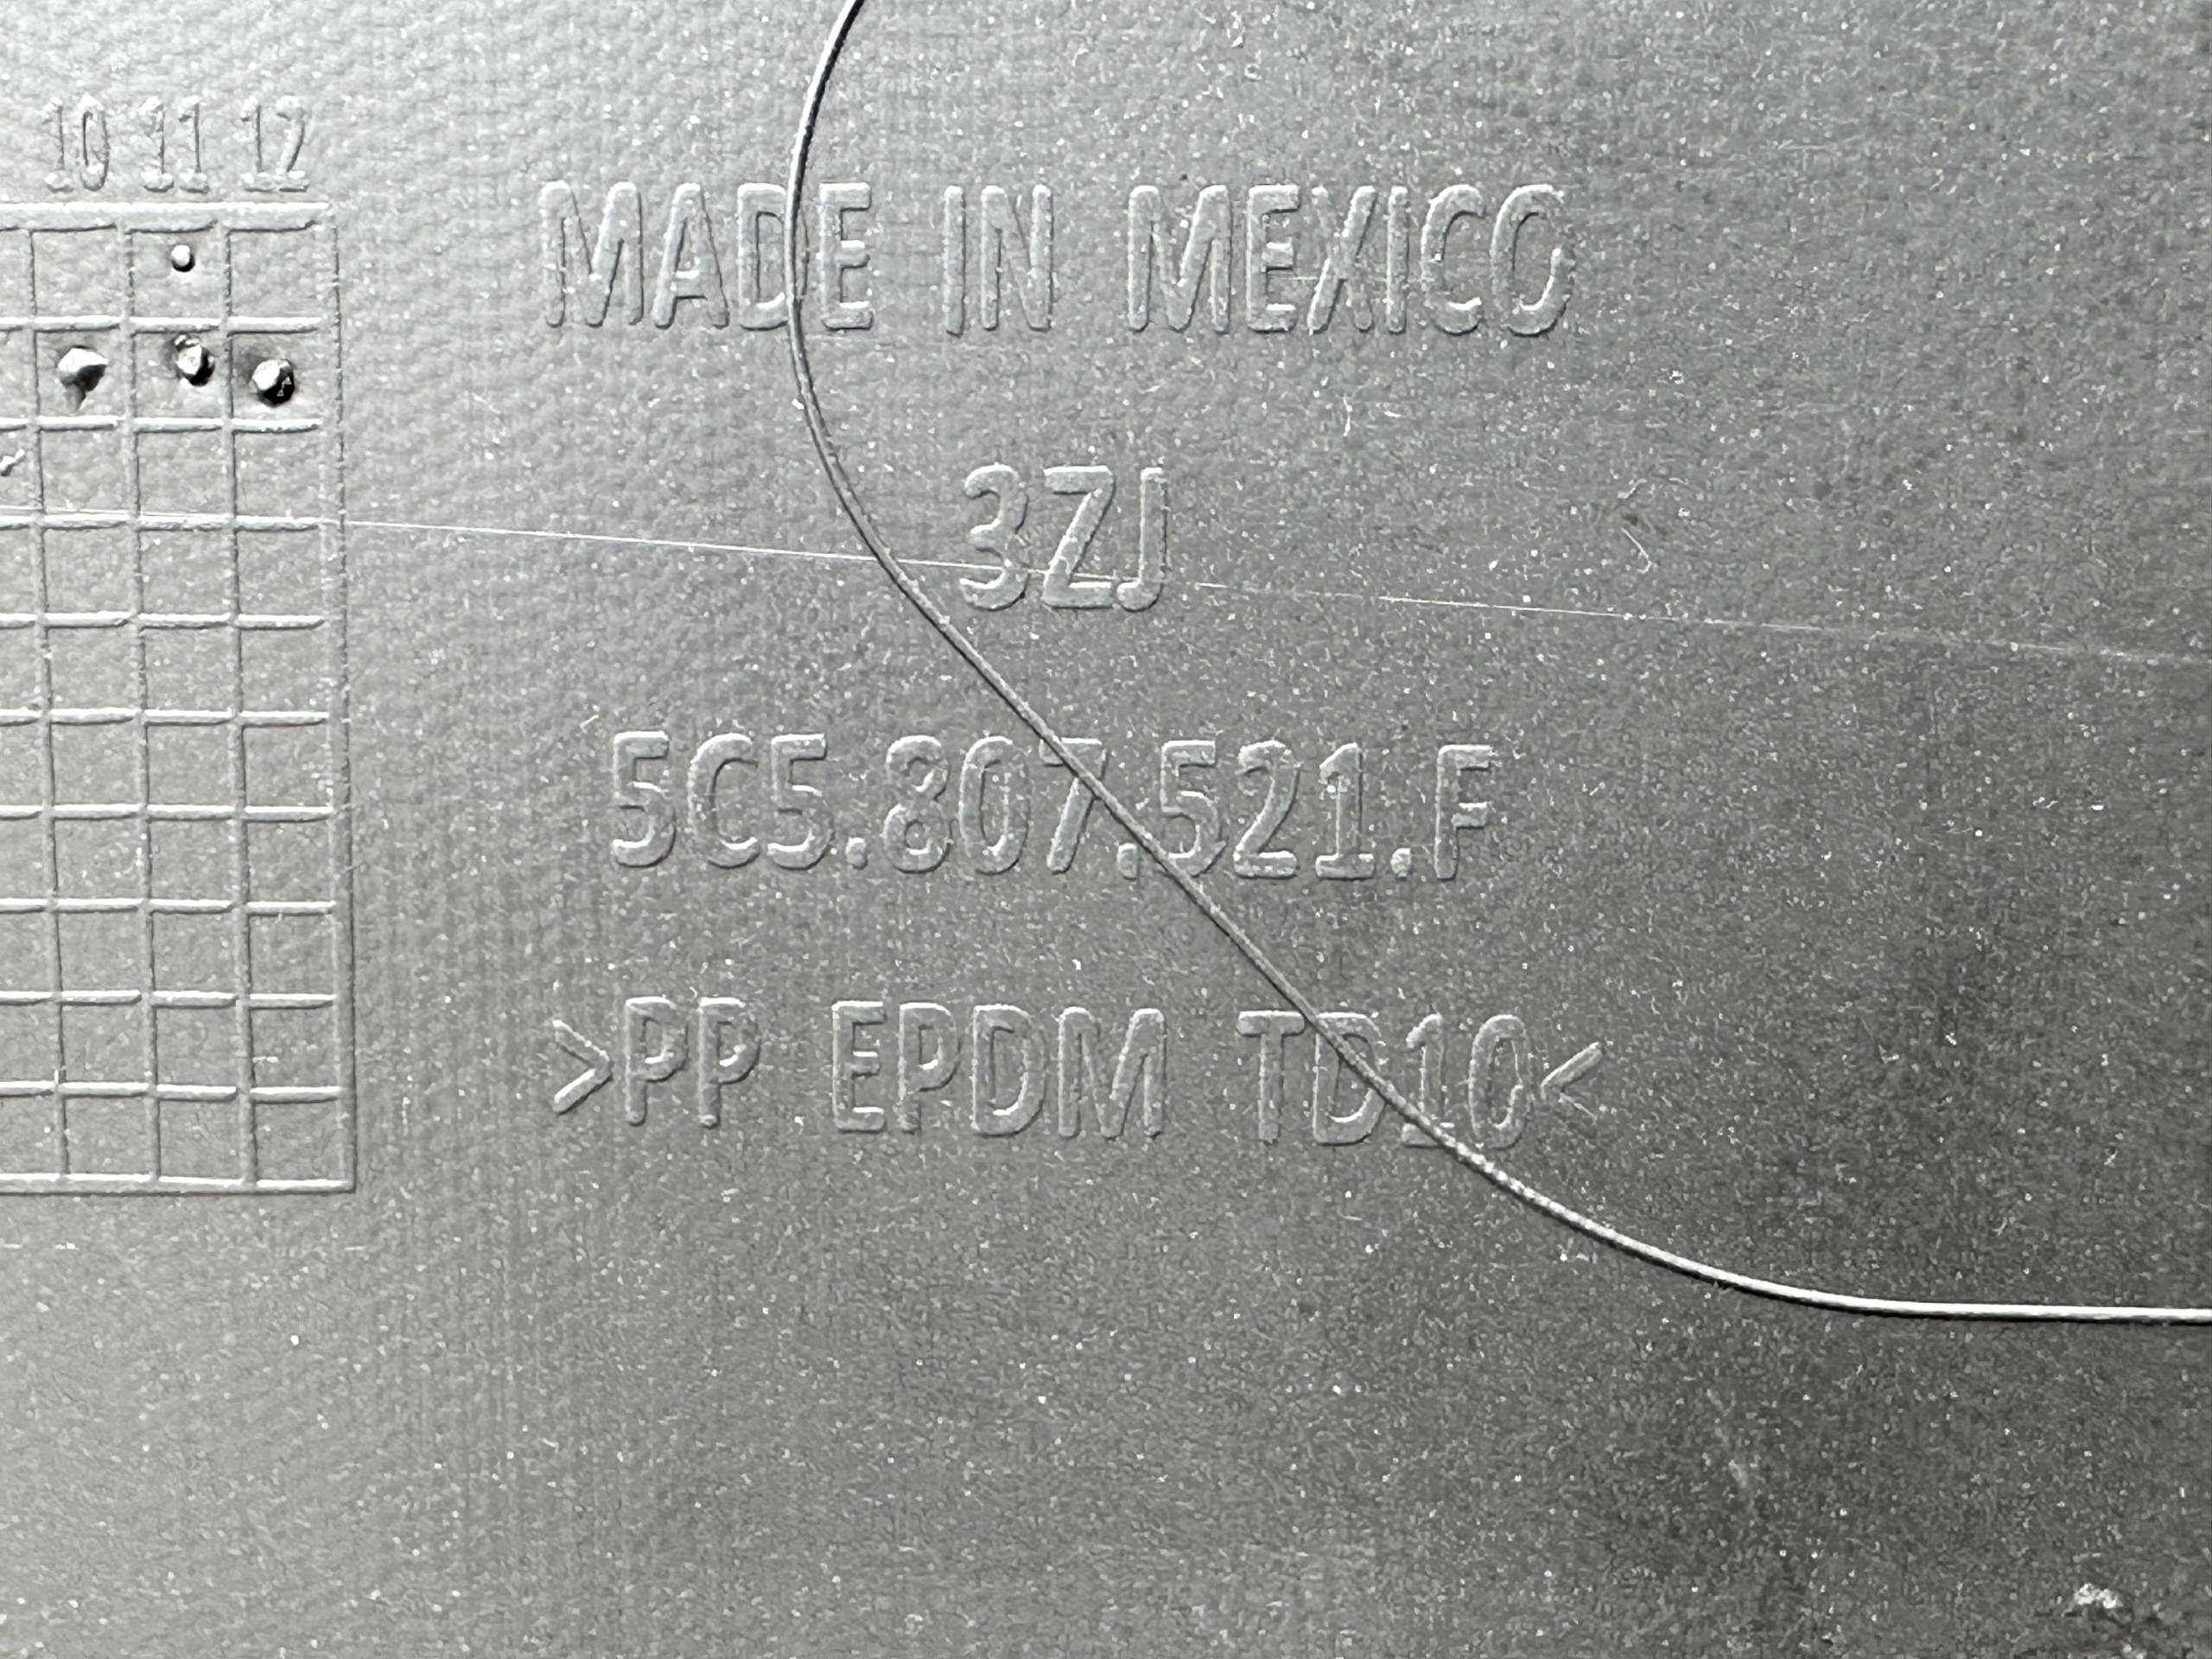 10 11 12
MADE IN MEXICO
3ZJ
5C5.807.521.F
>PP EPDM TD10<